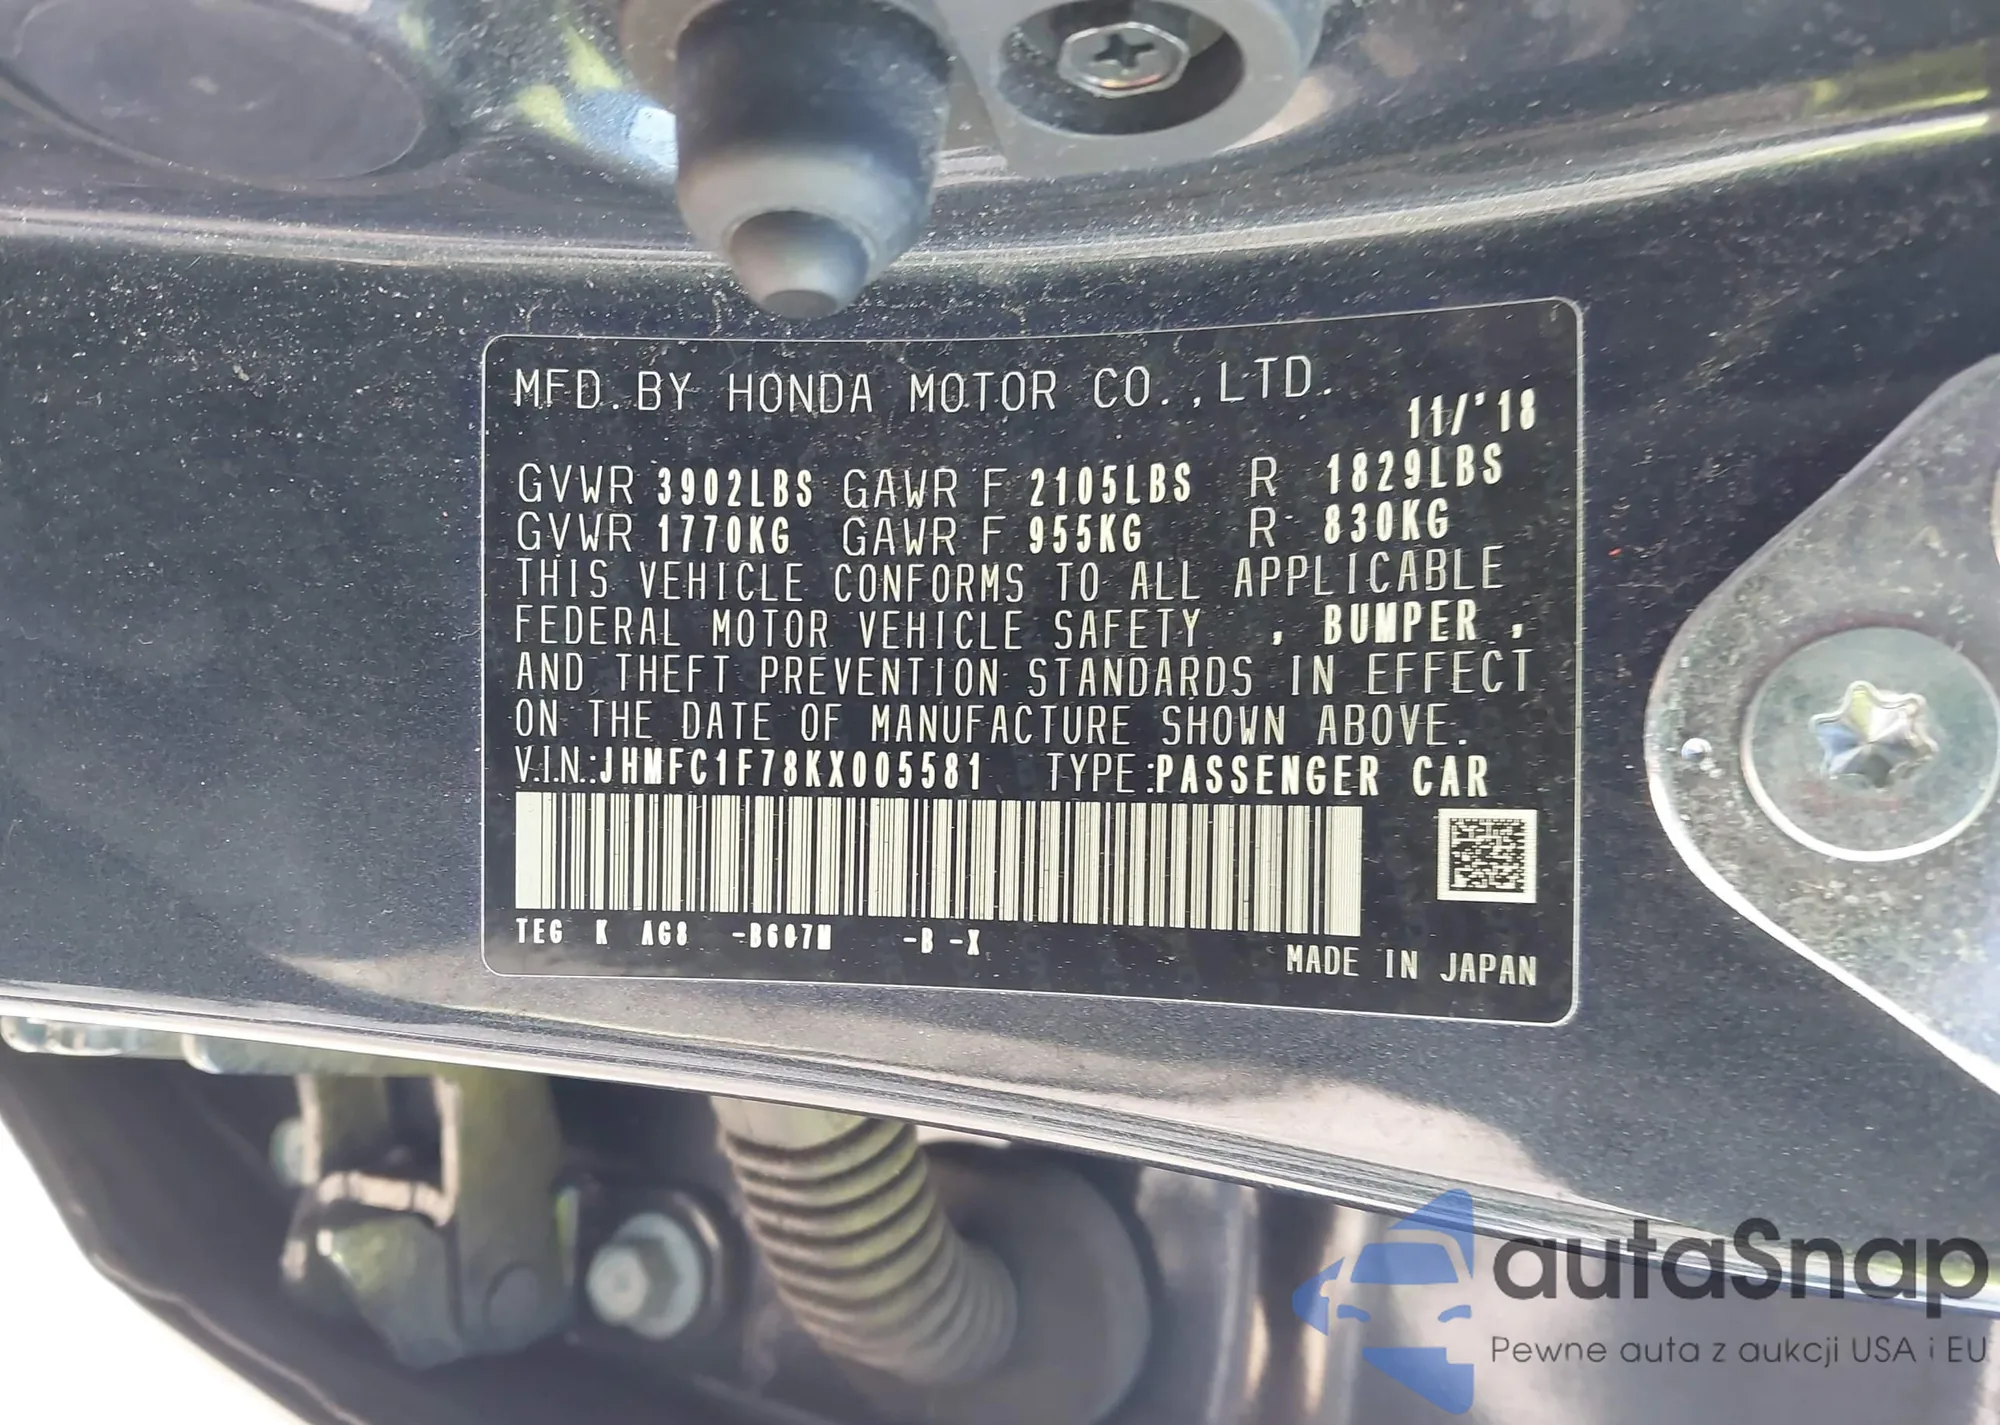 MFD. BY HONDA MOTOR CO., LTD.
11/'18
GVWR 3902LBS GAWR F 2105LBS R 1829LBS
GVWR 1770KG GAWR F 955KG R 830KG
THIS VEHICLE CONFORMS TO ALL APPLICABLE
FEDERAL MOTOR VEHICLE SAFETY , BUMPER ,
AND THEFT PREVENTION STANDARDS IN EFFECT
ON THE DATE OF MANUFACTURE SHOWN ABOVE.
V.I.N.:JHMFC1F78KX005581 TYPE:PASSENGER CAR
TEG K AG8 -B607M -B -X
MADE IN JAPAN
autaSnap
Pewne auta z aukcji USA i EU